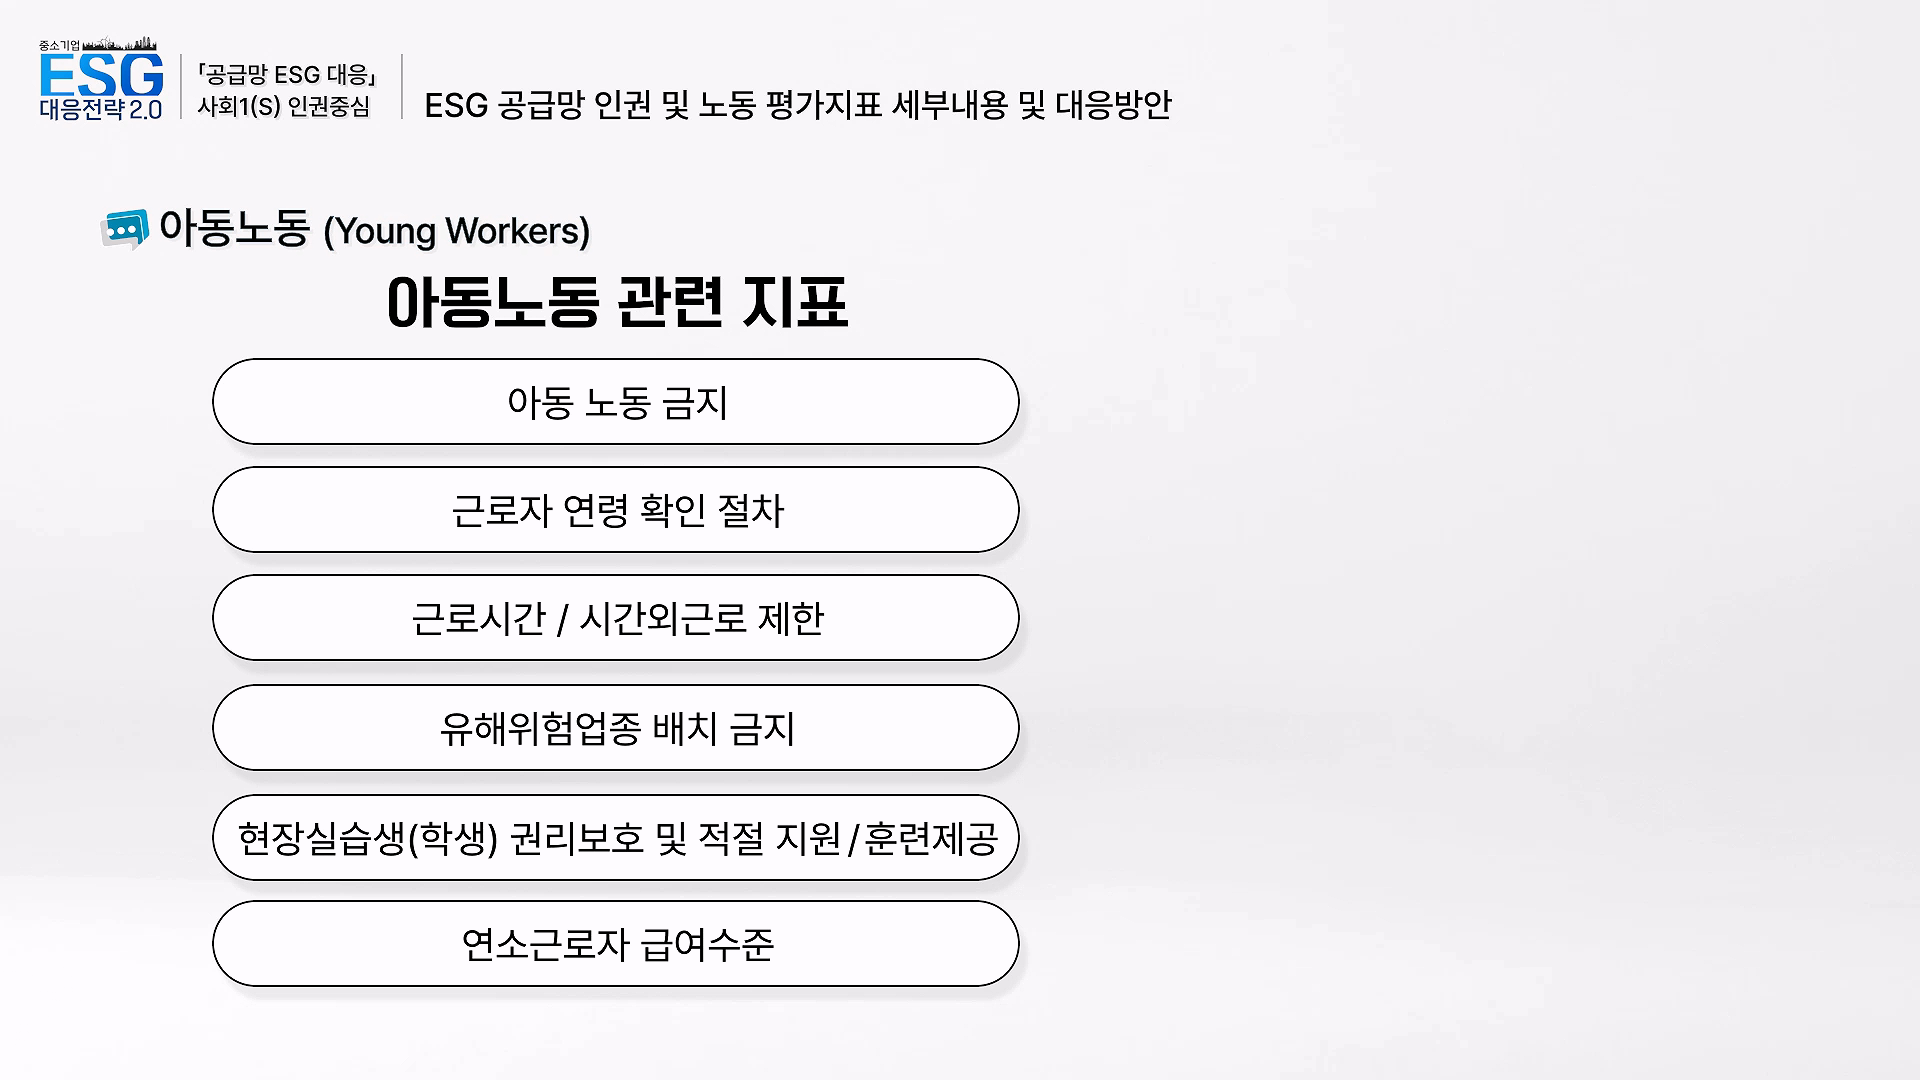 중소기업
ESG
대응전략 2.0
「공급망 ESG 대응」
사회1(S) 인권중심
ESG 공급망 인권 및 노동 평가지표 세부내용 및 대응방안
아동노동 (Young Workers)
아동노동 관련 지표
아동 노동 금지
근로자 연령 확인 절차
근로시간 / 시간외근로 제한
유해위험업종 배치 금지
현장실습생(학생) 권리보호 및 적절 지원/훈련제공
연소근로자 급여수준